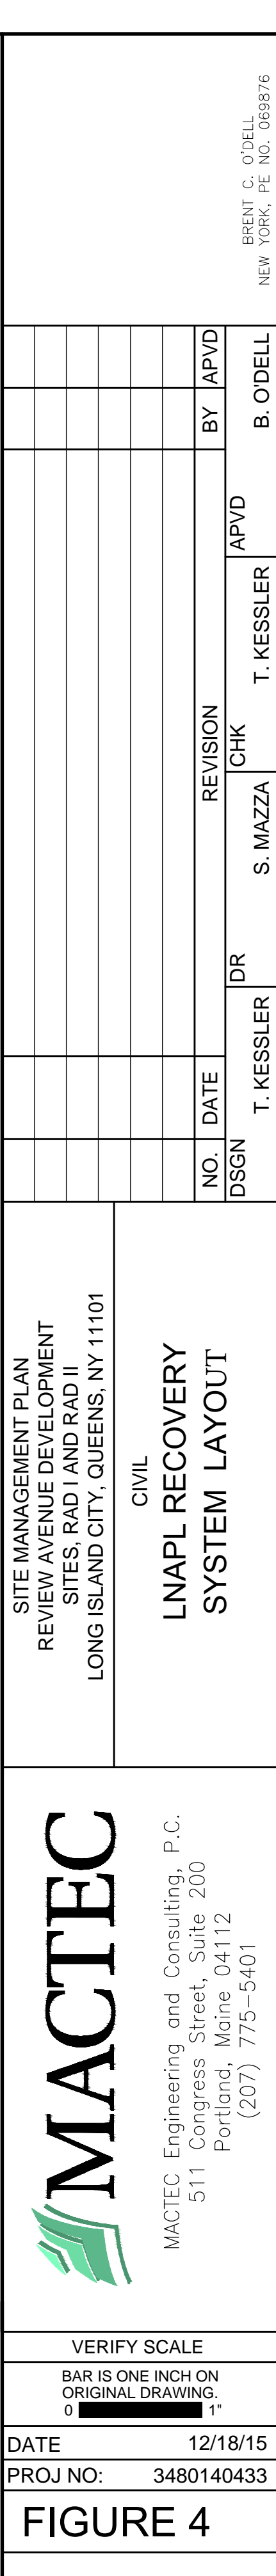 BRENT C. O'DELL
NEW YORK, PE NO. 069876
NO. DATE REVISION BY APVD
DSGN DR CHK APVD
T. KESSLER S. MAZZA T. KESSLER B. O'DELL
SITE MANAGEMENT PLAN
REVIEW AVENUE DEVELOPMENT
SITES, RAD I AND RAD II
LONG ISLAND CITY, QUEENS, NY 11101
CIVIL
LNAPL RECOVERY
SYSTEM LAYOUT
MACTEC
MACTEC Engineering and Consulting, P.C.
511 Congress Street, Suite 200
Portland, Maine 04112
(207) 775-5401
VERIFY SCALE
BAR IS ONE INCH ON
ORIGINAL DRAWING.
0 1"
DATE 12/18/15
PROJ NO: 3480140433
FIGURE 4